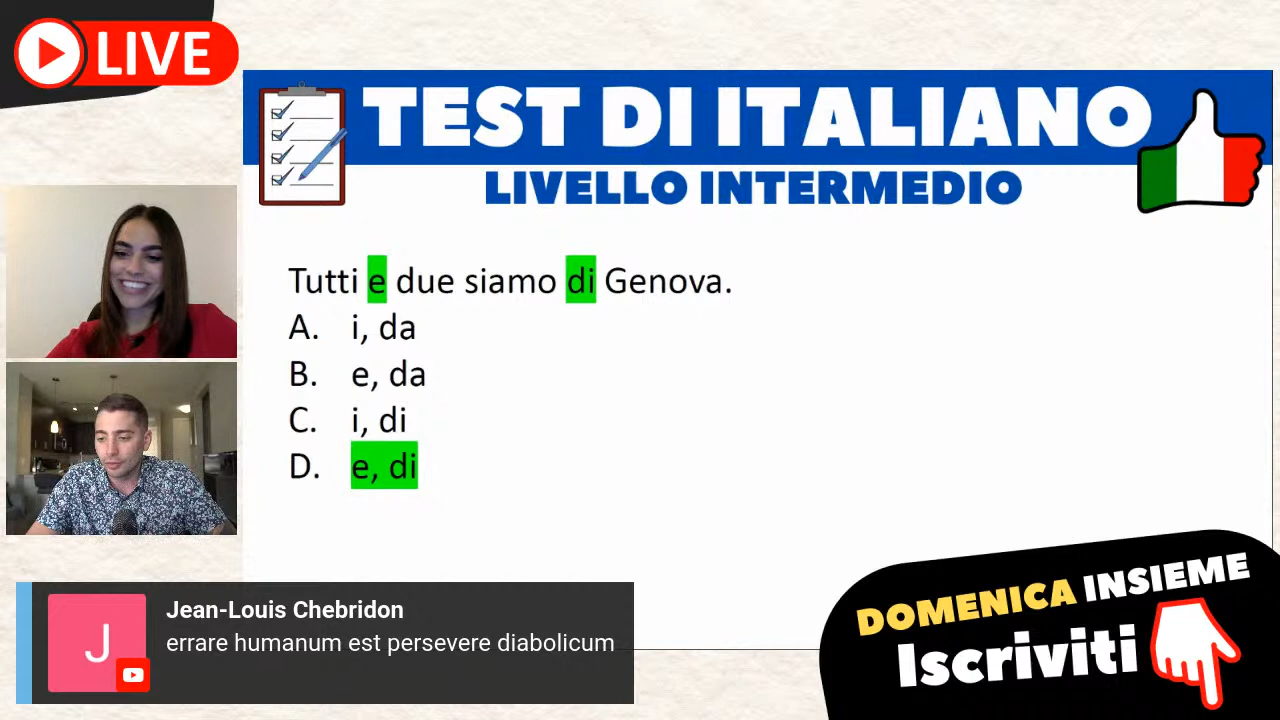 LIVE
TEST DI ITALIANO
LIVELLO INTERMEDIO
Tutti e due siamo di Genova.
A. i, da
B. e, da
C. i, di
D. e, di
J
Jean-Louis Chebridon
errare humanum est persevere diabolicum
DOMENICA INSIEME
Iscriviti